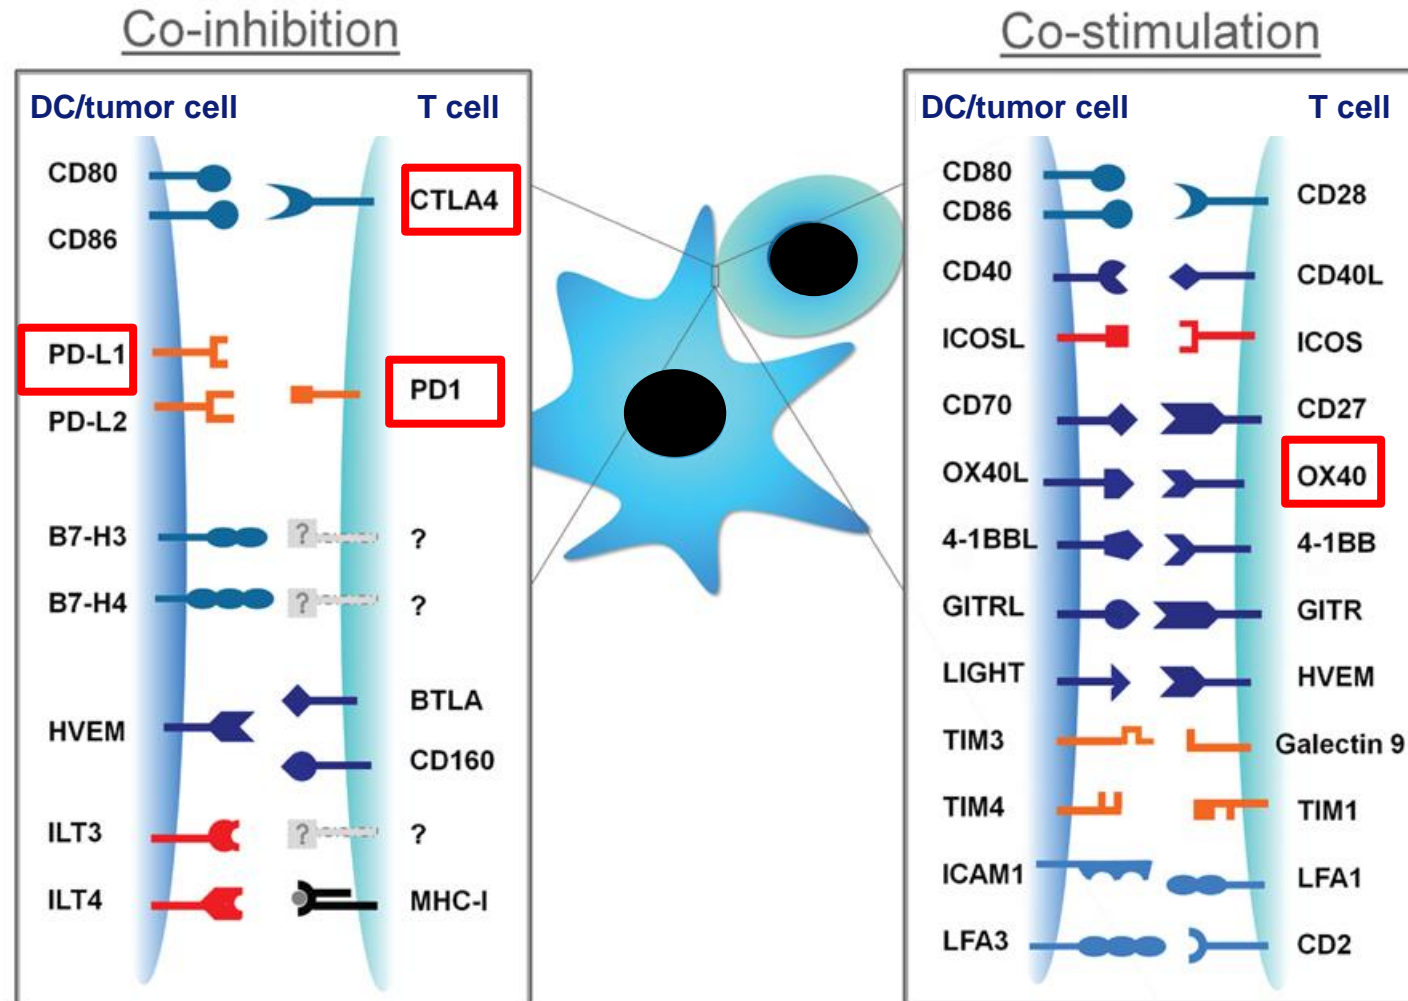 Co-inhibition
DC/tumor cell T cell
CD80
CTLA4
CD86
PD-L1
PD1
PD-L2
B7-H3 ? ?
B7-H4 ? ?
BTLA
HVEM
CD160
ILT3 ? ?
ILT4 MHC-I
Co-stimulation
DC/tumor cell T cell
CD80
CD28
CD86
CD40 CD40L
ICOSL ICOS
CD70 CD27
OX40L OX40
4-1BBL 4-1BB
GITRL GITR
LIGHT HVEM
TIM3 Galectin 9
TIM4 TIM1
ICAM1 LFA1
LFA3 CD2